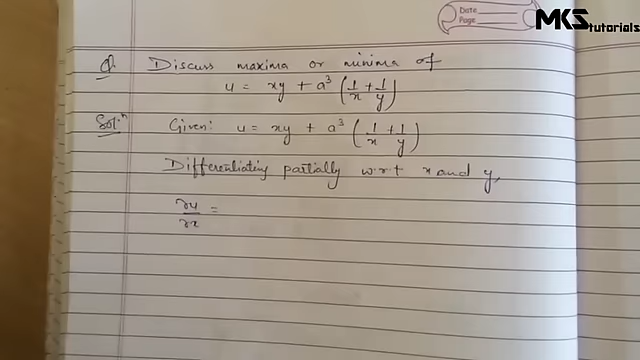 Date
Page
MKS tutorials
Q. Discuss maxima or minima of
u = xy + a³ (1/x + 1/y)
Solⁿ. Given: u = xy + a³ (1/x + 1/y)
Differentiating partially w.r.t x and y,
∂u/∂x =